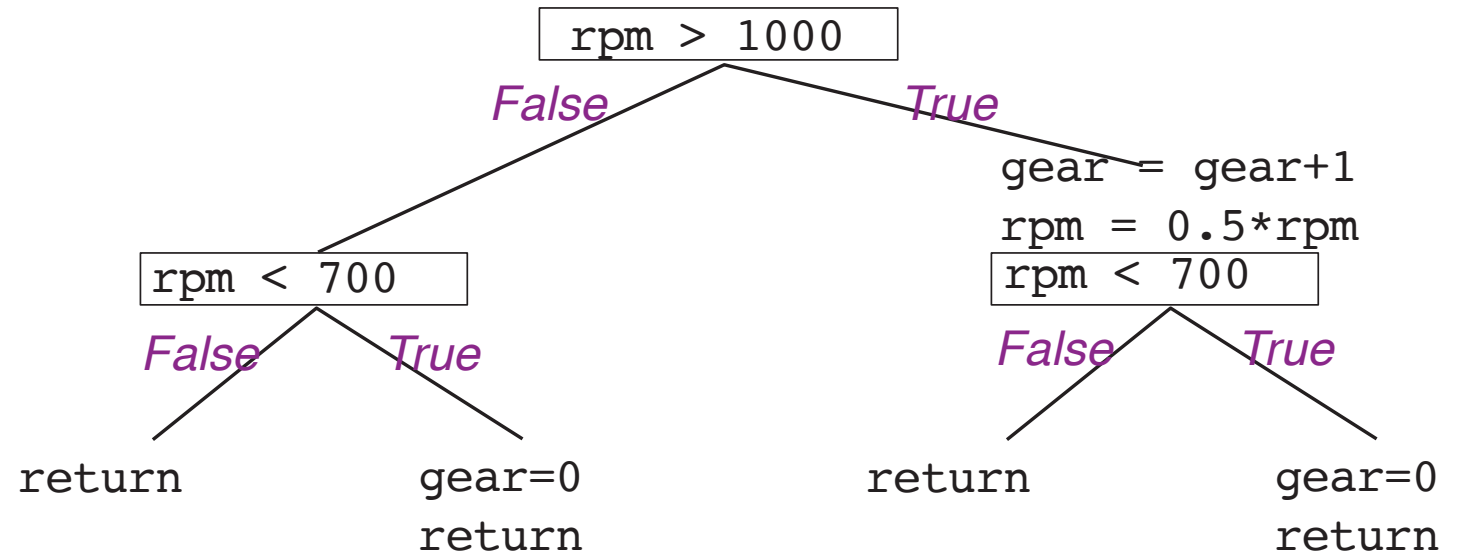 rpm > 1000
False
True
gear = gear+1
rpm = 0.5*rpm
rpm < 700
rpm < 700
False
True
False
True
return
gear=0
return
return
gear=0
return